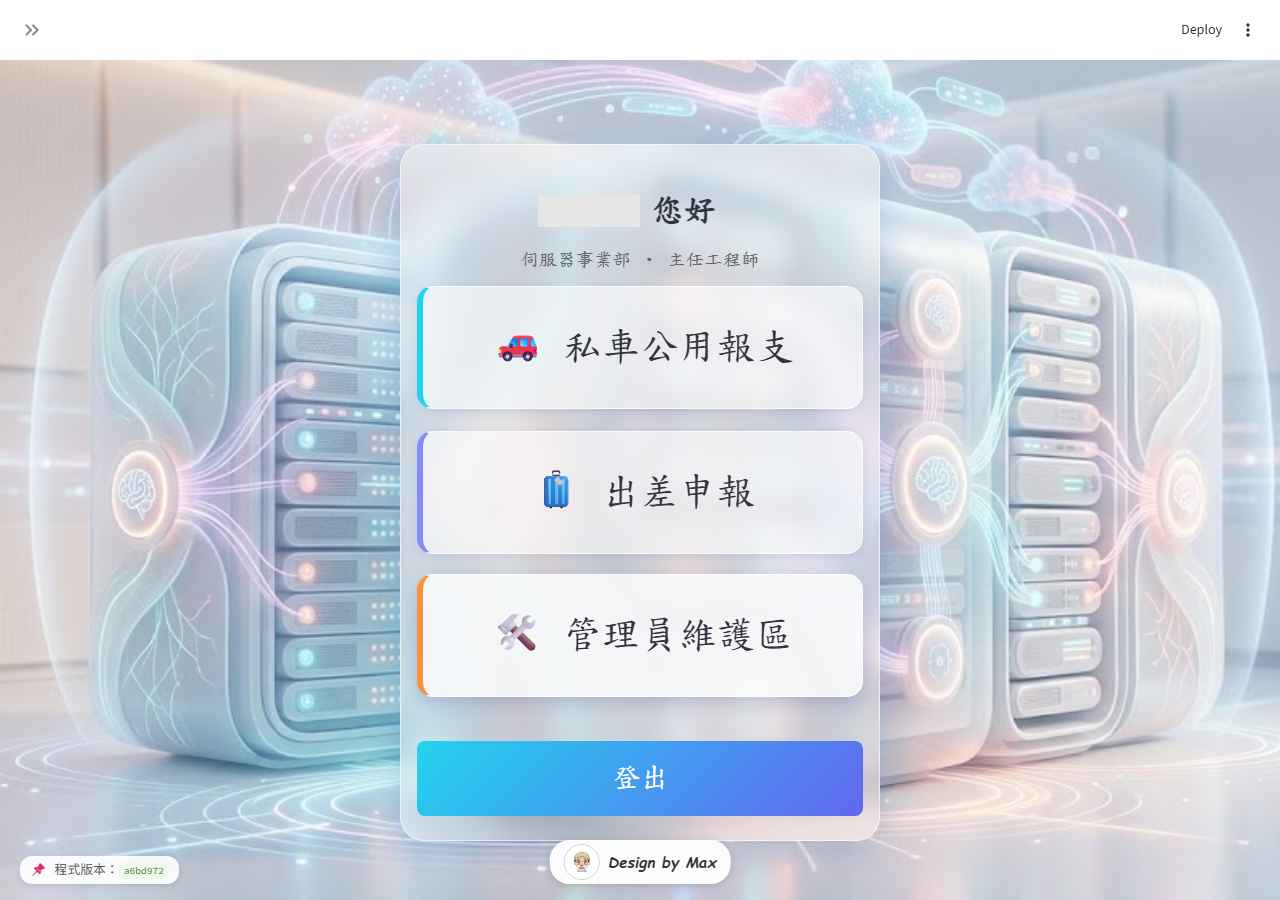 Deploy
您好
伺服器事業部 • 主任工程師
私車公用報支
出差申報
管理員維護區
登出
Design by Max
程式版本： a6bd972